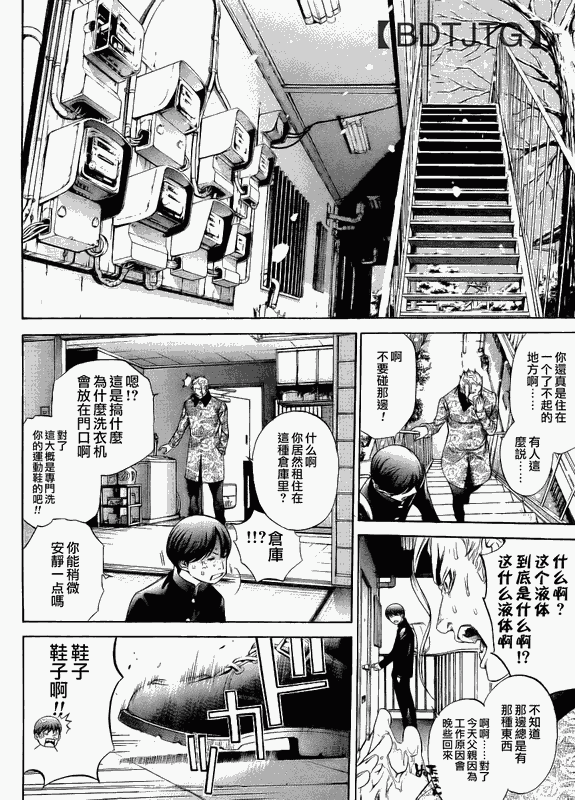 【BDTJTG】
你還真是住在
一个了不起的
地方啊……
有人這
麼説……
啊
不要碰那邊！
什么啊？
这个液体
到底是什么啊!?
这什么液体啊!
不知道
那邊總是有
那種東西
啊啊……對了
今天父親因為
工作原因會
晚些回來
什么啊
你居然租住在
這種倉庫里？
嗯!?
這是搞什麼
為什麼洗衣机
會放在門口啊
對了
這大概是專門洗
你的運動鞋的吧!!
倉庫
!!?
你能稍微
安靜一点嗎
鞋子
鞋子啊!!
ゴゴゴ